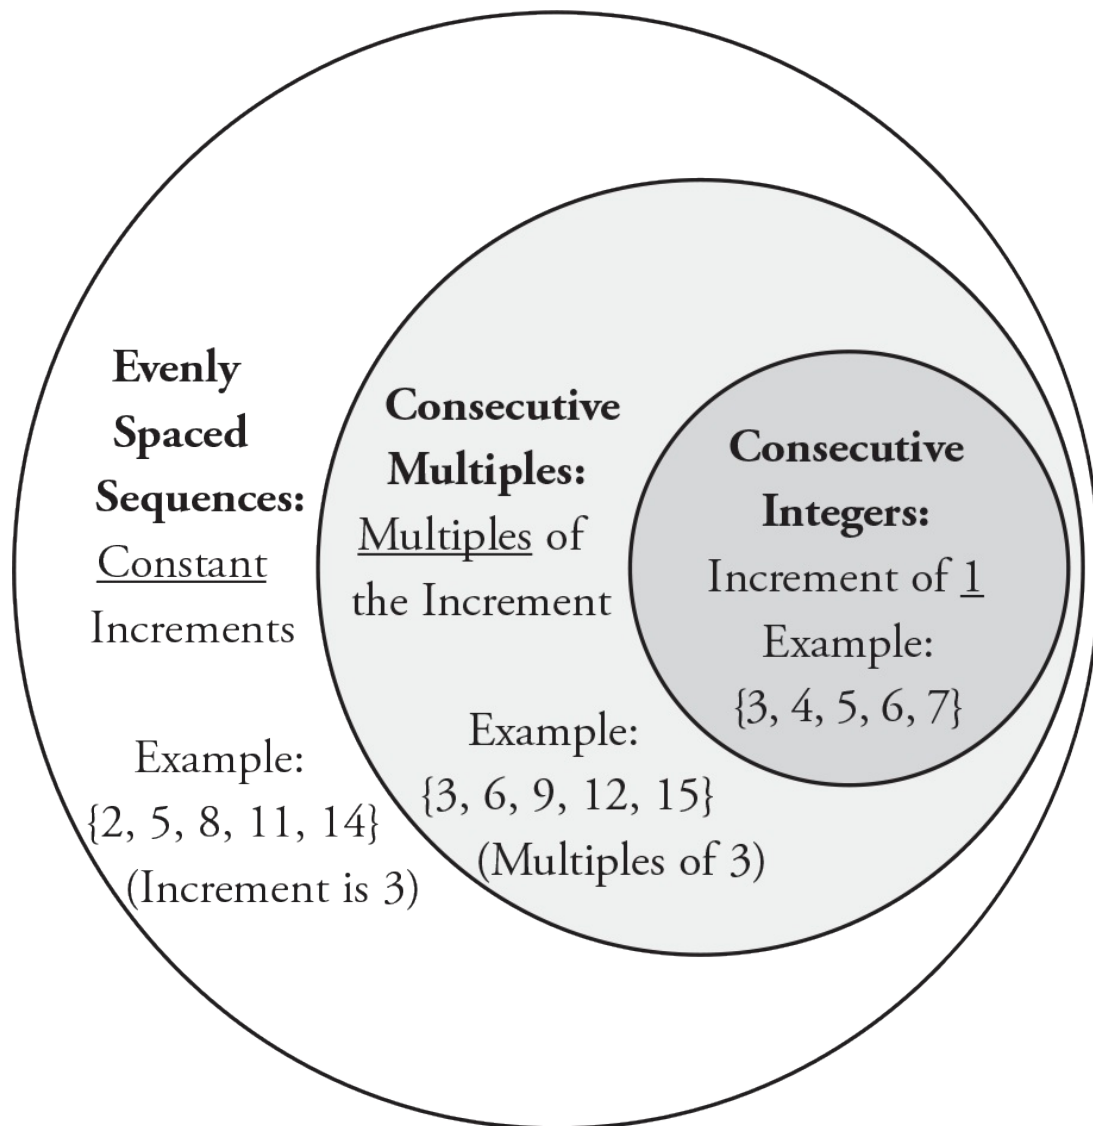 Evenly
Spaced
Sequences:
Constant
Increments
Example:
{2, 5, 8, 11, 14}
(Increment is 3)
Consecutive
Multiples:
Multiples of
the Increment
Example:
{3, 6, 9, 12, 15}
(Multiples of 3)
Consecutive
Integers:
Increment of 1
Example:
{3, 4, 5, 6, 7}